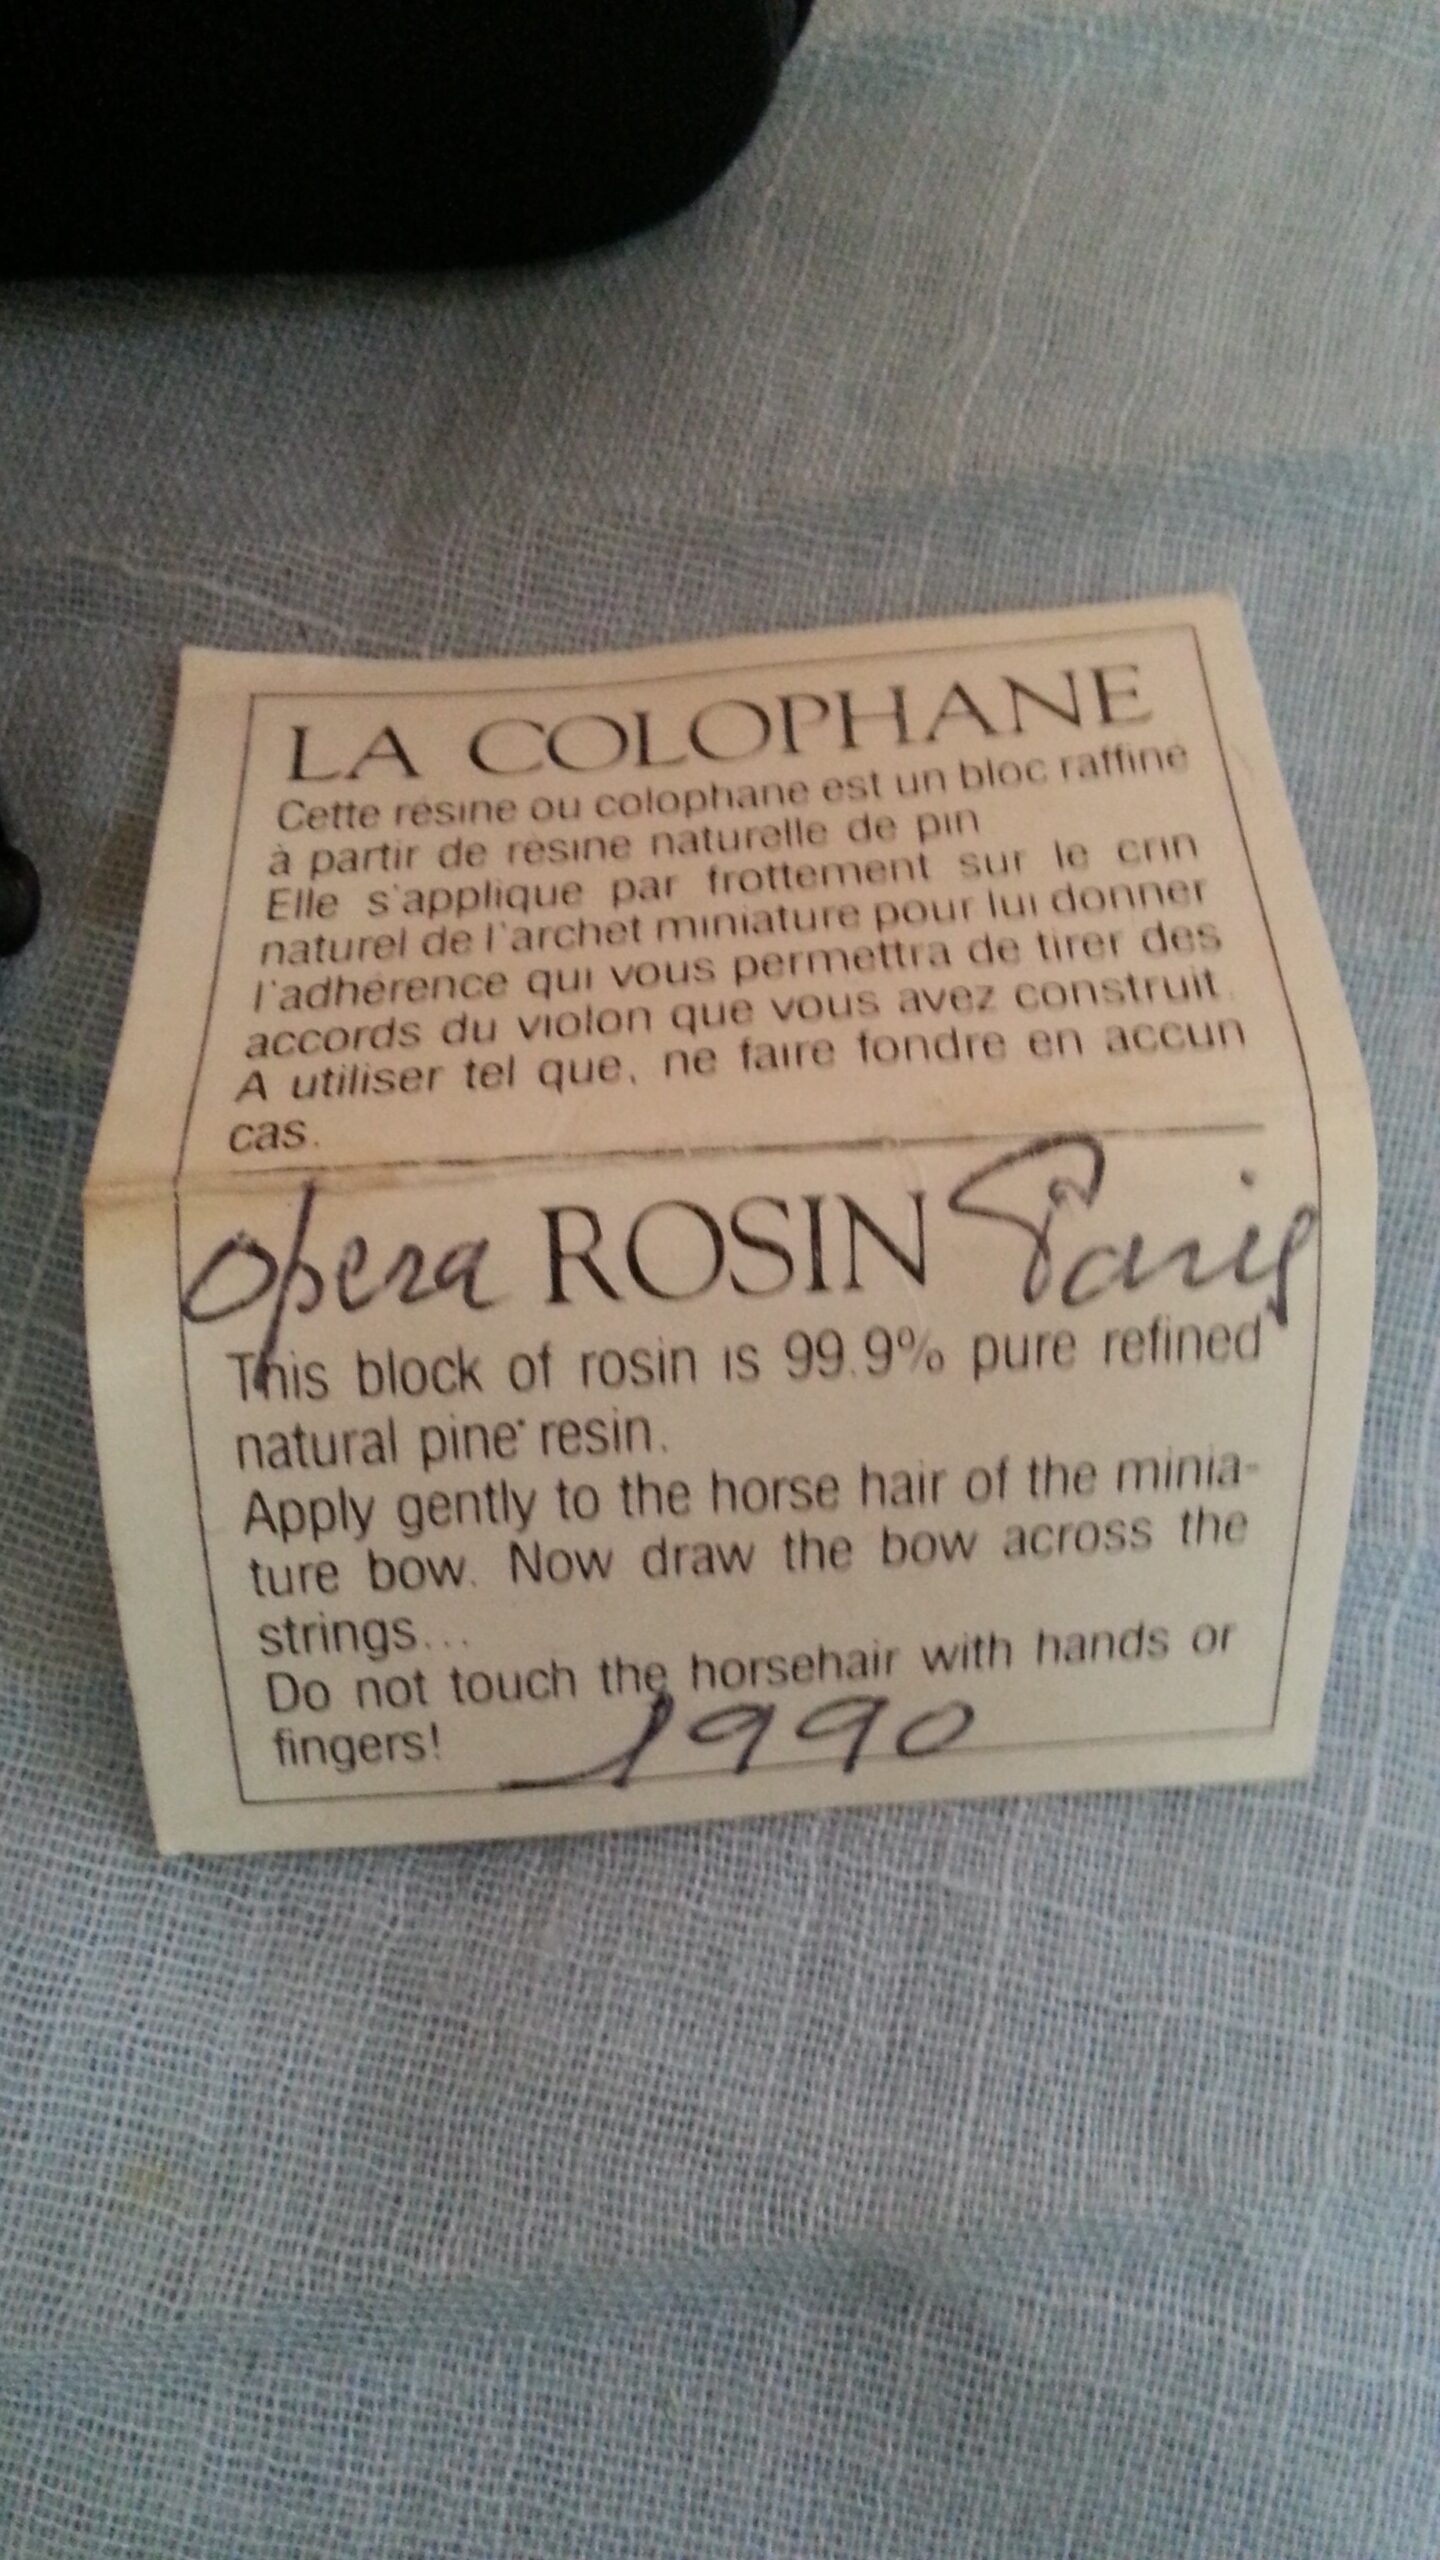 LA COLOPHANE
Cette résine ou colophane est un bloc raffiné
à partir de résine naturelle de pin
Elle s'applique par frottement sur le crin
naturel de l'archet miniature pour lui donner
l'adhérence qui vous permettra de tirer des
accords du violon que vous avez construit.
A utiliser tel que, ne faire fondre en accun
cas.
Opera ROSIN Paris
This block of rosin is 99.9% pure refined
natural pine resin.
Apply gently to the horse hair of the minia-
ture bow. Now draw the bow across the
strings...
Do not touch the horsehair with hands or
fingers! 1990